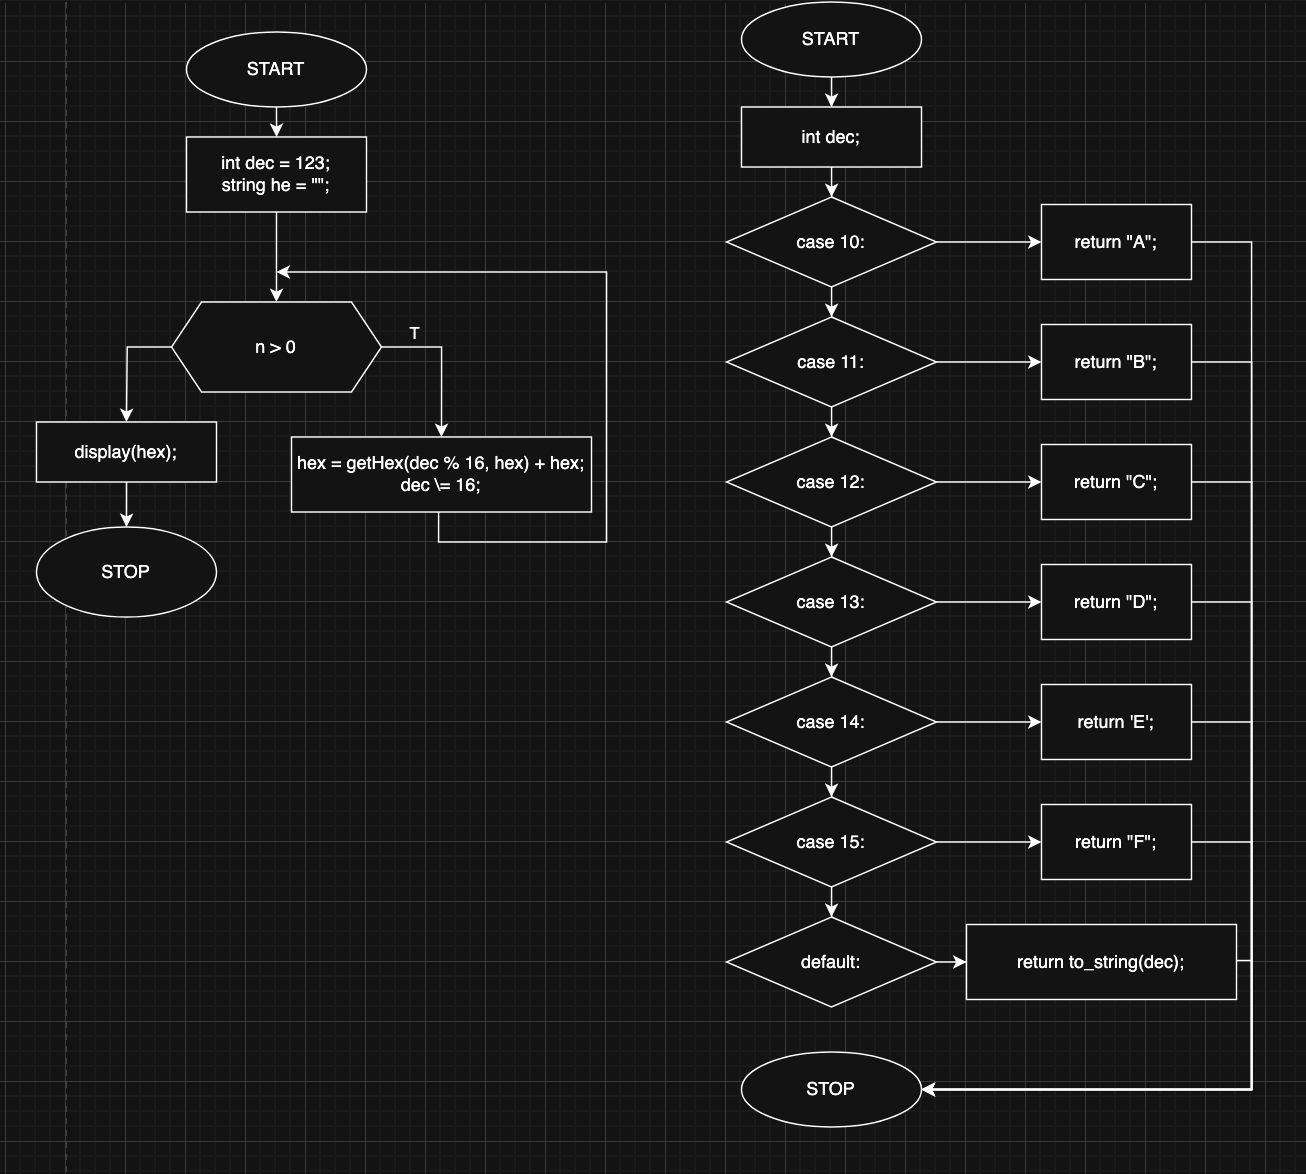 START
int dec = 123;
string he = "";
n > 0
T
display(hex);
hex = getHex(dec % 16, hex) + hex;
dec \= 16;
STOP
START
int dec;
case 10:
return "A";
case 11:
return "B";
case 12:
return "C";
case 13:
return "D";
case 14:
return 'E';
case 15:
return "F";
default:
return to_string(dec);
STOP